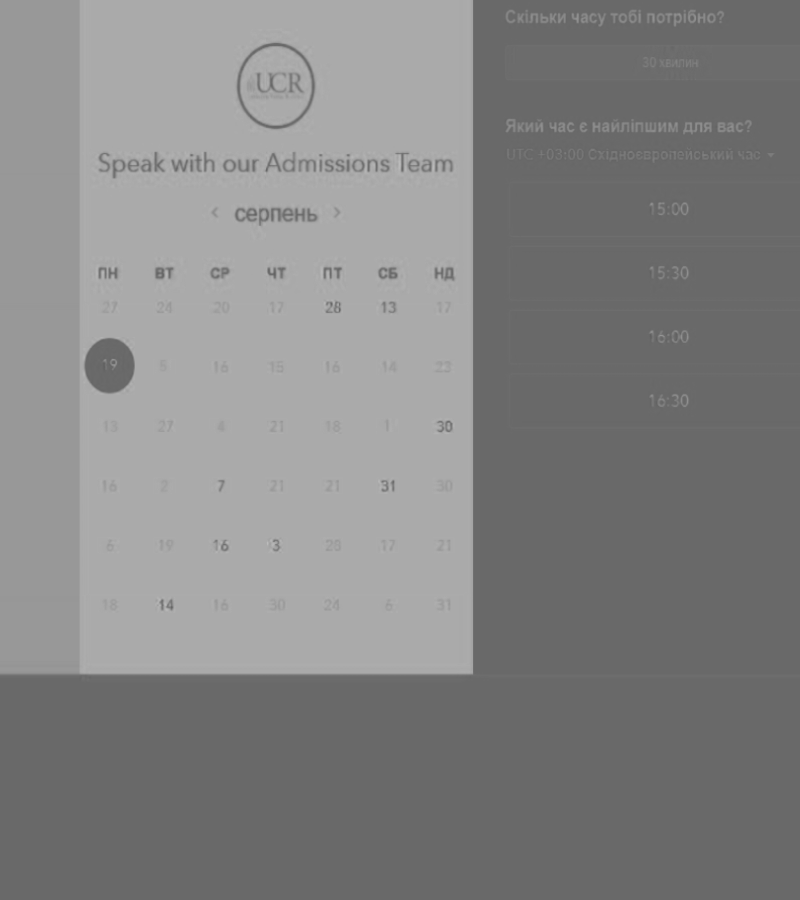 UCR
Speak with our Admissions Team
серпень
ПН ВТ СР ЧТ ПТ СБ НД
27 24 20 17 28 13 17
19 5 16 15 16 14 22
13 27 4 21 18 1 30
16 2 7 21 21 31 30
6 19 16 3 28 17 21
18 14 16 30 24 6 31
Скільки часу тобі потрібно?
30 хвилин
Який час є найліпшим для вас?
UTC +03:00 Східноєвропейський час
15:00
15:30
16:00
16:30